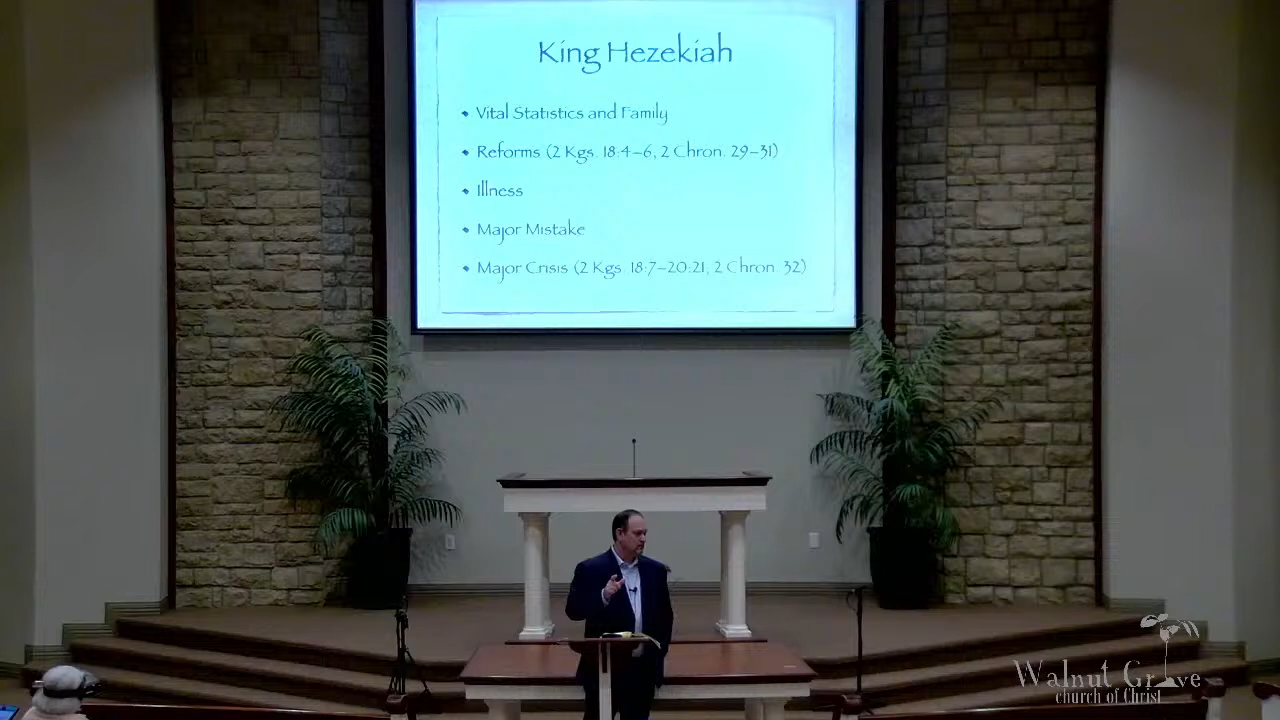 King Hezekiah
• Vital Statistics and Family
• Reforms (2 Kgs. 18:4–6, 2 Chron. 29–31)
• Illness
• Major Mistake
• Major Crisis (2 Kgs. 18:7–20:21, 2 Chron. 32)
Walnut Grove
church of Christ